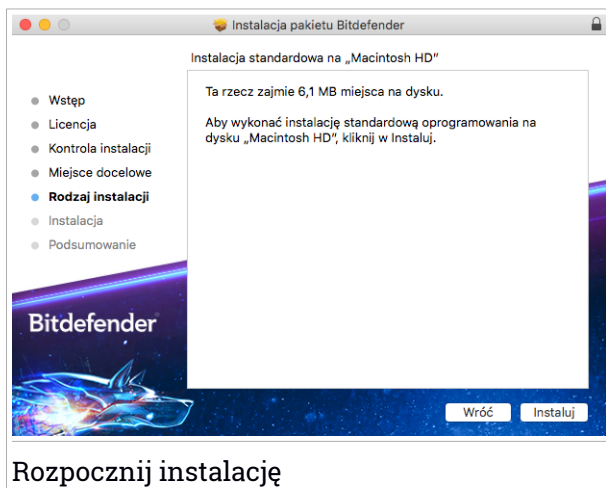 Instalacja pakietu Bitdefender
Instalacja standardowa na „Macintosh HD”
Wstęp
Licencja
Kontrola instalacji
Miejsce docelowe
Rodzaj instalacji
Instalacja
Podsumowanie
Ta rzecz zajmie 6,1 MB miejsca na dysku.
Aby wykonać instalację standardową oprogramowania na
dysku „Macintosh HD”, kliknij w Instaluj.
Bitdefender
Wróć
Instaluj
Rozpocznij instalację